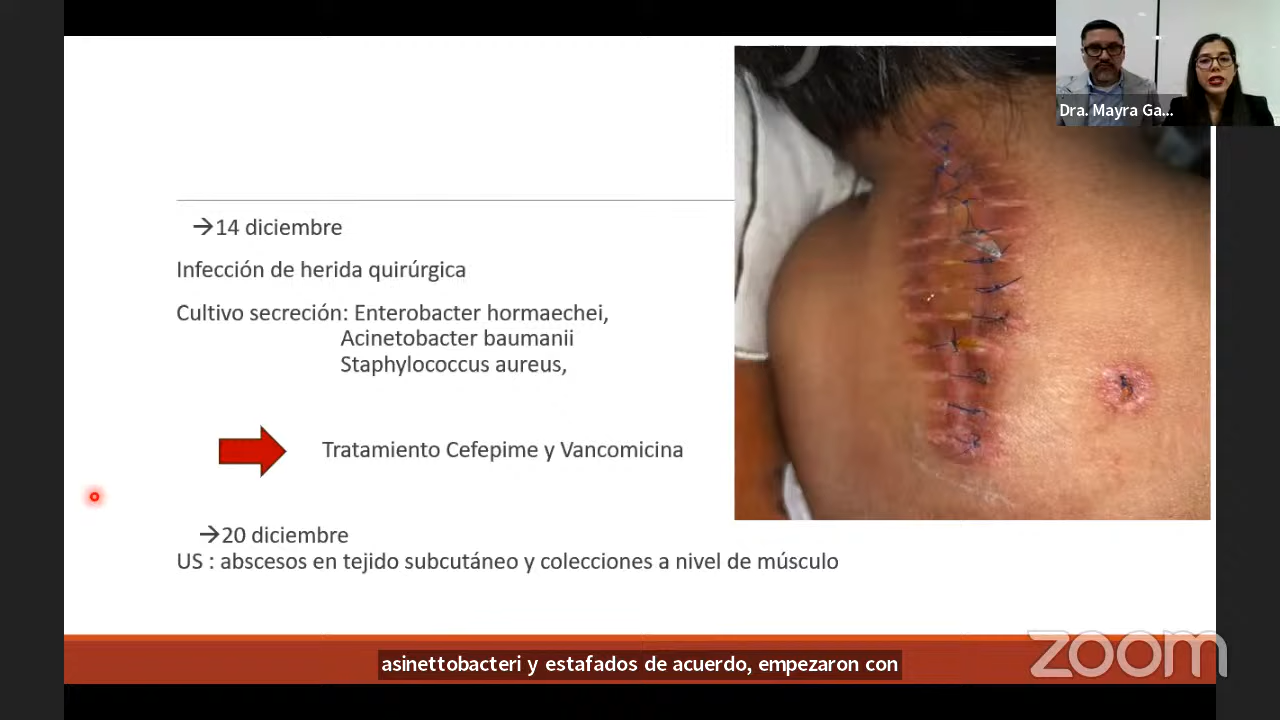 Dra. Mayra Ga...
→14 diciembre
Infección de herida quirúrgica
Cultivo secreción: Enterobacter hormaechei,
Acinetobacter baumanii
Staphylococcus aureus,
Tratamiento Cefepime y Vancomicina
→20 diciembre
US : abscesos en tejido subcutáneo y colecciones a nivel de músculo
asinettobacteri y estafados de acuerdo, empezaron con
zoom